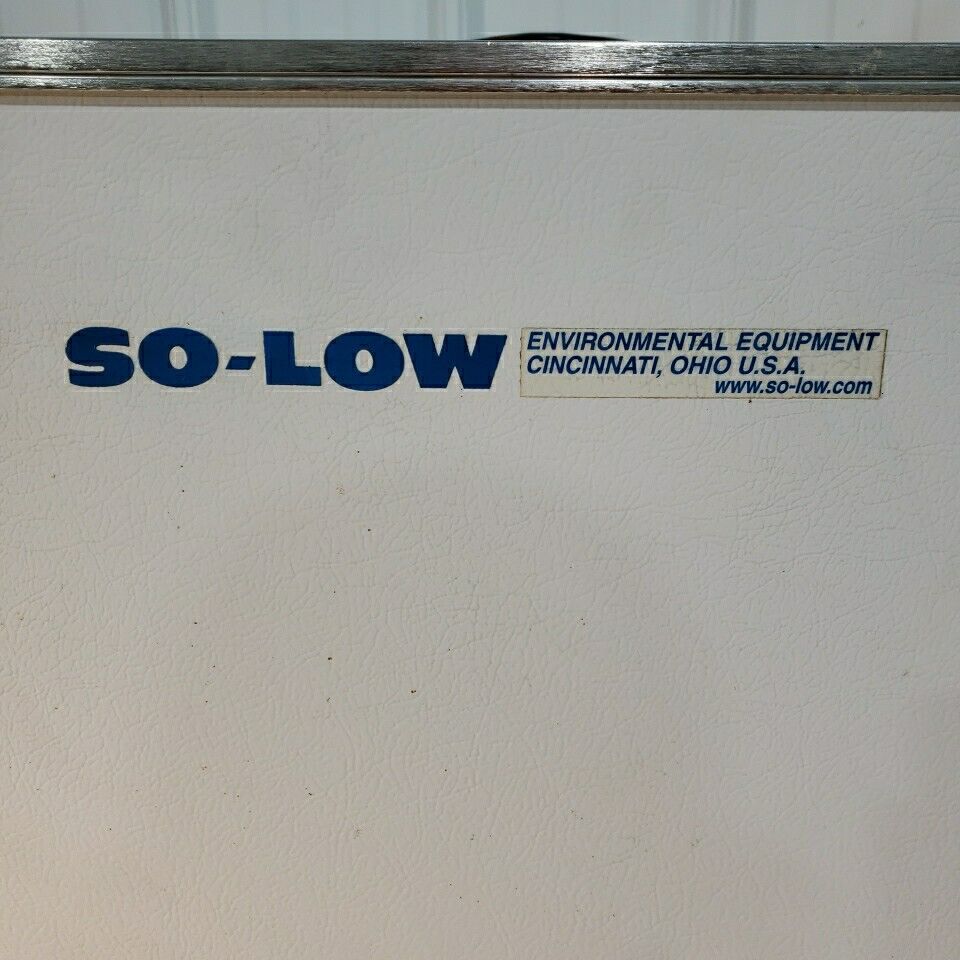 SO-LOW
ENVIRONMENTAL EQUIPMENT
CINCINNATI, OHIO U.S.A.
www.so-low.com